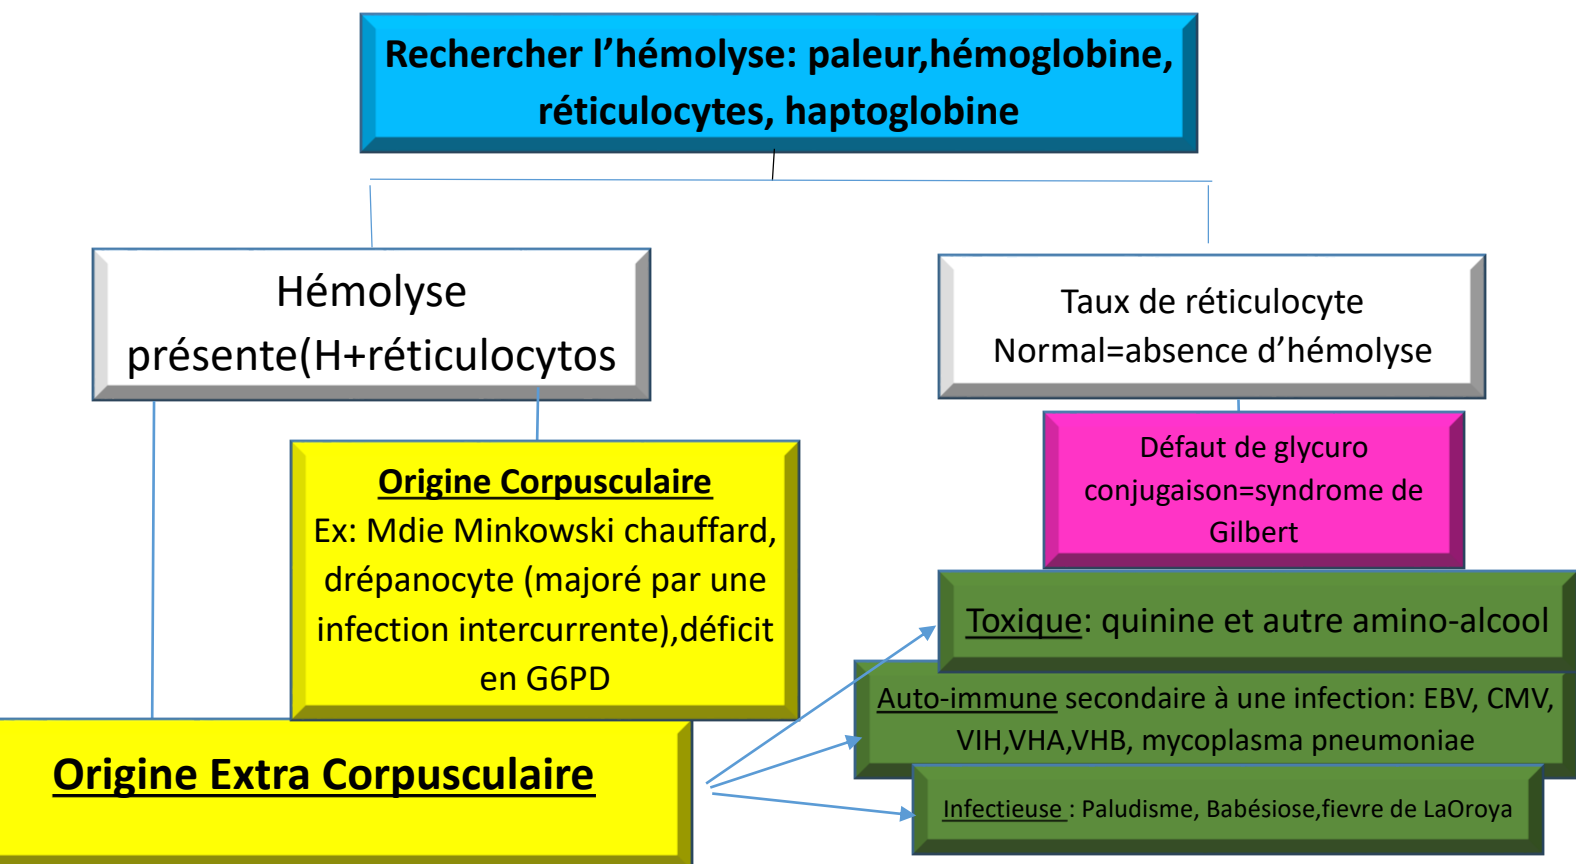 Rechercher l’hémolyse: paleur,hémoglobine,
réticulocytes, haptoglobine
Hémolyse
présente(H+réticulocytos
Taux de réticulocyte
Normal=absence d’hémolyse
Origine Corpusculaire
Ex: Mdie Minkowski chauffard,
drépanocyte (majoré par une
infection intercurrente),déficit
en G6PD
Défaut de glycuro
conjugaison=syndrome de
Gilbert
Origine Extra Corpusculaire
Toxique: quinine et autre amino-alcool
Auto-immune secondaire à une infection: EBV, CMV,
VIH,VHA,VHB, mycoplasma pneumoniae
Infectieuse : Paludisme, Babésiose,fievre de LaOroya